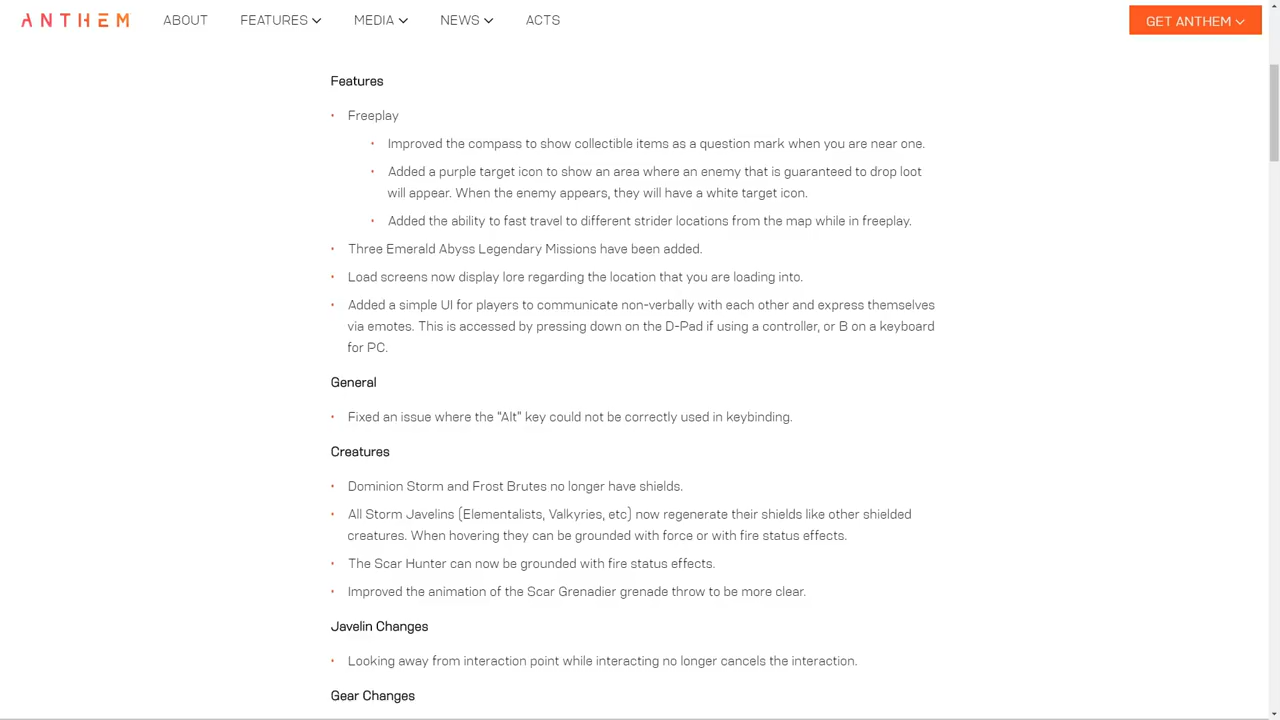 ANTHEM ABOUT FEATURES MEDIA NEWS ACTS GET ANTHEM
Features
Freeplay
Improved the compass to show collectible items as a question mark when you are near one.
Added a purple target icon to show an area where an enemy that is guaranteed to drop loot
will appear. When the enemy appears, they will have a white target icon.
Added the ability to fast travel to different strider locations from the map while in freeplay.
Three Emerald Abyss Legendary Missions have been added.
Load screens now display lore regarding the location that you are loading into.
Added a simple UI for players to communicate non-verbally with each other and express themselves
via emotes. This is accessed by pressing down on the D-Pad if using a controller, or B on a keyboard
for PC.
General
Fixed an issue where the "Alt" key could not be correctly used in keybinding.
Creatures
Dominion Storm and Frost Brutes no longer have shields.
All Storm Javelins (Elementalists, Valkyries, etc) now regenerate their shields like other shielded
creatures. When hovering they can be grounded with force or with fire status effects.
The Scar Hunter can now be grounded with fire status effects.
Improved the animation of the Scar Grenadier grenade throw to be more clear.
Javelin Changes
Looking away from interaction point while interacting no longer cancels the interaction.
Gear Changes